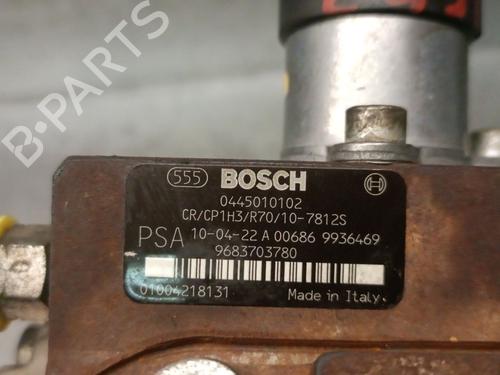 B-PARTS
555 BOSCH
0445010102
CR/CP1H3/R70/10-7812S
PSA 10-04-22 A 00686 9936469
9683703780
01004218131 Made in Italy